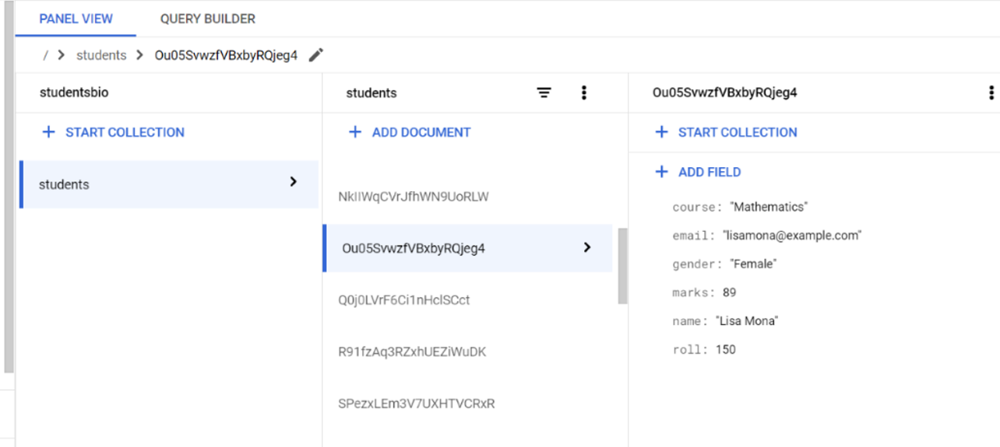 PANEL VIEW QUERY BUILDER
/ > students > Ou05SvwzfVBxbyRQjeg4
studentsbio
+ START COLLECTION
students
students
+ ADD DOCUMENT
NkIIWqCVrJfhWN9UoRLW
Ou05SvwzfVBxbyRQjeg4
Q0j0LVrF6Ci1nHclSCct
R91fzAq3RZxhUEZiWuDK
SPezxLEm3V7UXHTVCRxR
Ou05SvwzfVBxbyRQjeg4
+ START COLLECTION
+ ADD FIELD
course: "Mathematics"
email: "lisamona@example.com"
gender: "Female"
marks: 89
name: "Lisa Mona"
roll: 150